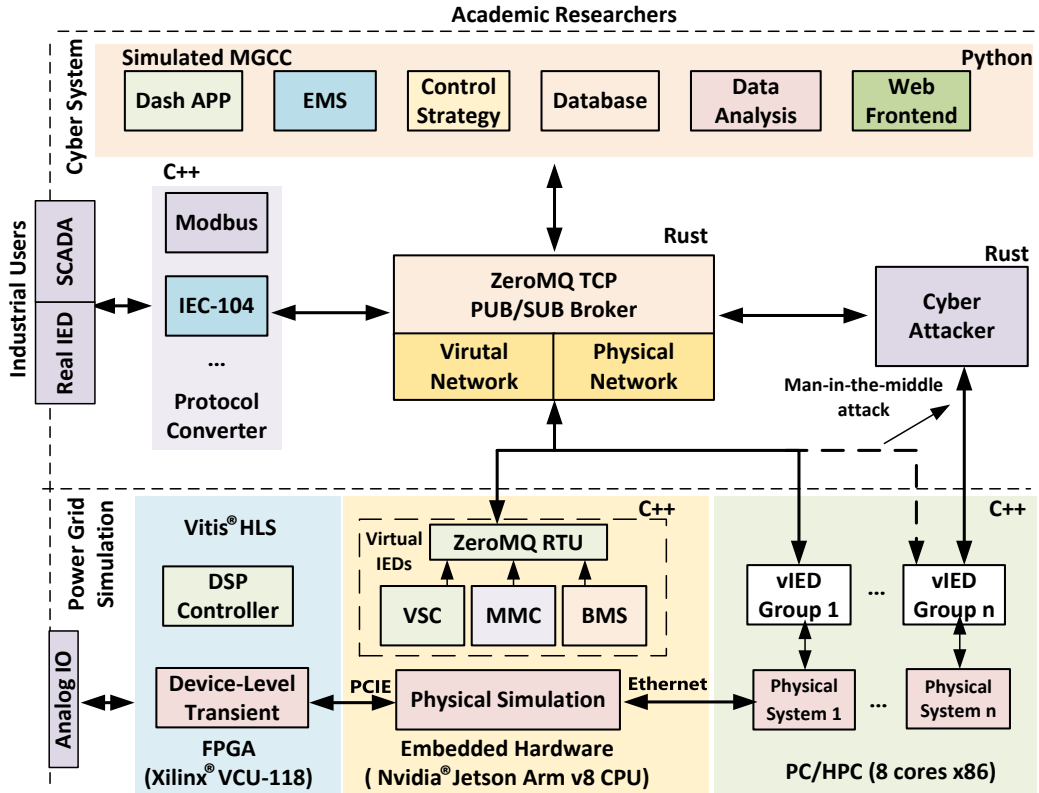 Academic Researchers
Cyber System
Simulated MGCC
Python
Dash APP
EMS
Control
Strategy
Database
Data
Analysis
Web
Frontend
Industrial Users
SCADA
Real IED
C++
Modbus
IEC-104
...
Protocol
Converter
Rust
ZeroMQ TCP
PUB/SUB Broker
Virutal
Network
Physical
Network
Rust
Cyber
Attacker
Man-in-the-middle
attack
Power Grid
Simulation
Analog IO
Vitis® HLS
DSP
Controller
Device-Level
Transient
FPGA
(Xilinx® VCU-118)
PCIE
C++
Virtual
IEDs
ZeroMQ RTU
VSC
MMC
BMS
Physical Simulation
Embedded Hardware
( Nvidia® Jetson Arm v8 CPU)
Ethernet
C++
vIED
Group 1
...
vIED
Group n
Physical
System 1
...
Physical
System n
PC/HPC (8 cores x86)